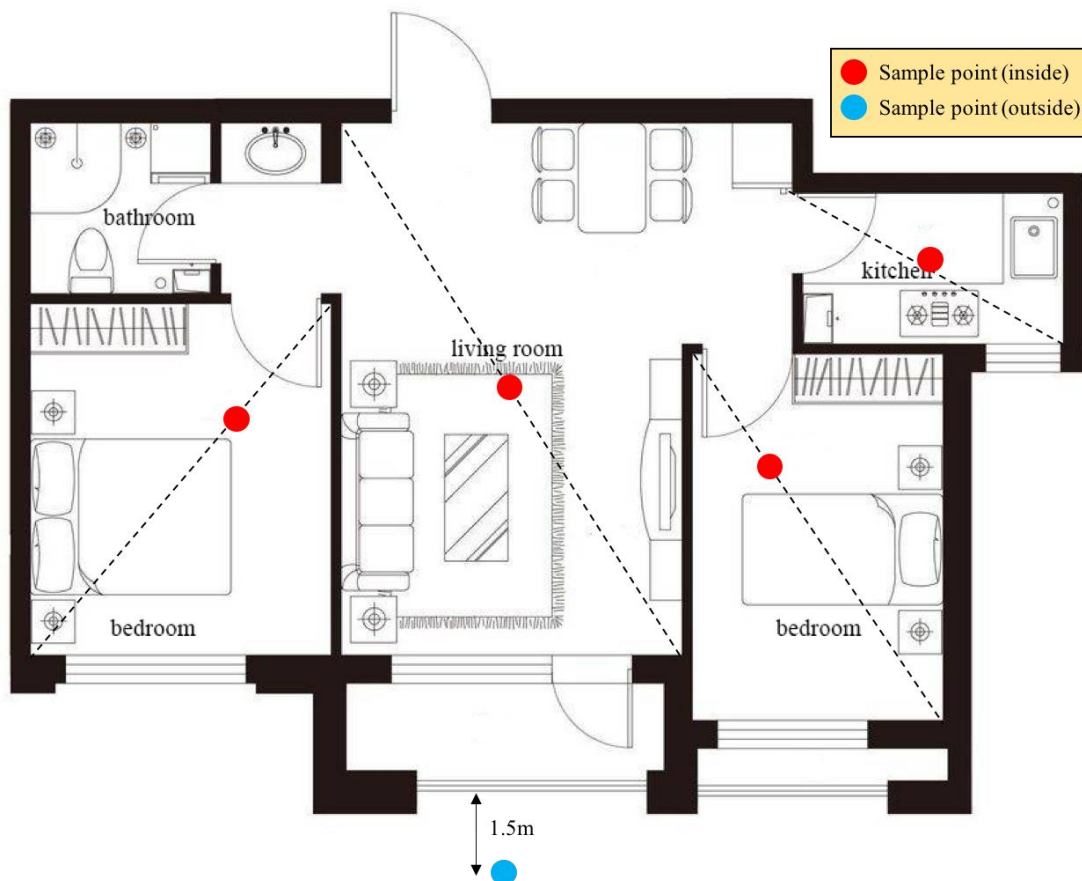 Sample point (inside)
Sample point (outside)
bathroom
kitchen
living room
bedroom
bedroom
1.5m